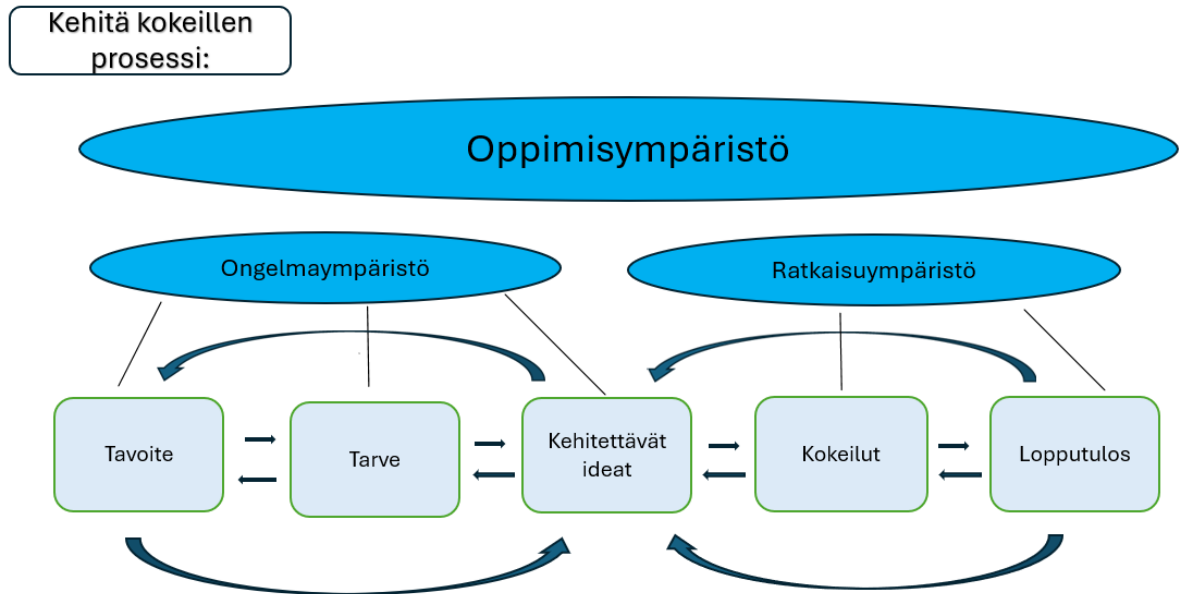 Kehitä kokeillen
prosessi:
Oppimisympäristö
Ongelmaympäristö
Ratkaisuympäristö
Tavoite
Tarve
Kehitettävät
ideat
Kokeilut
Lopputulos